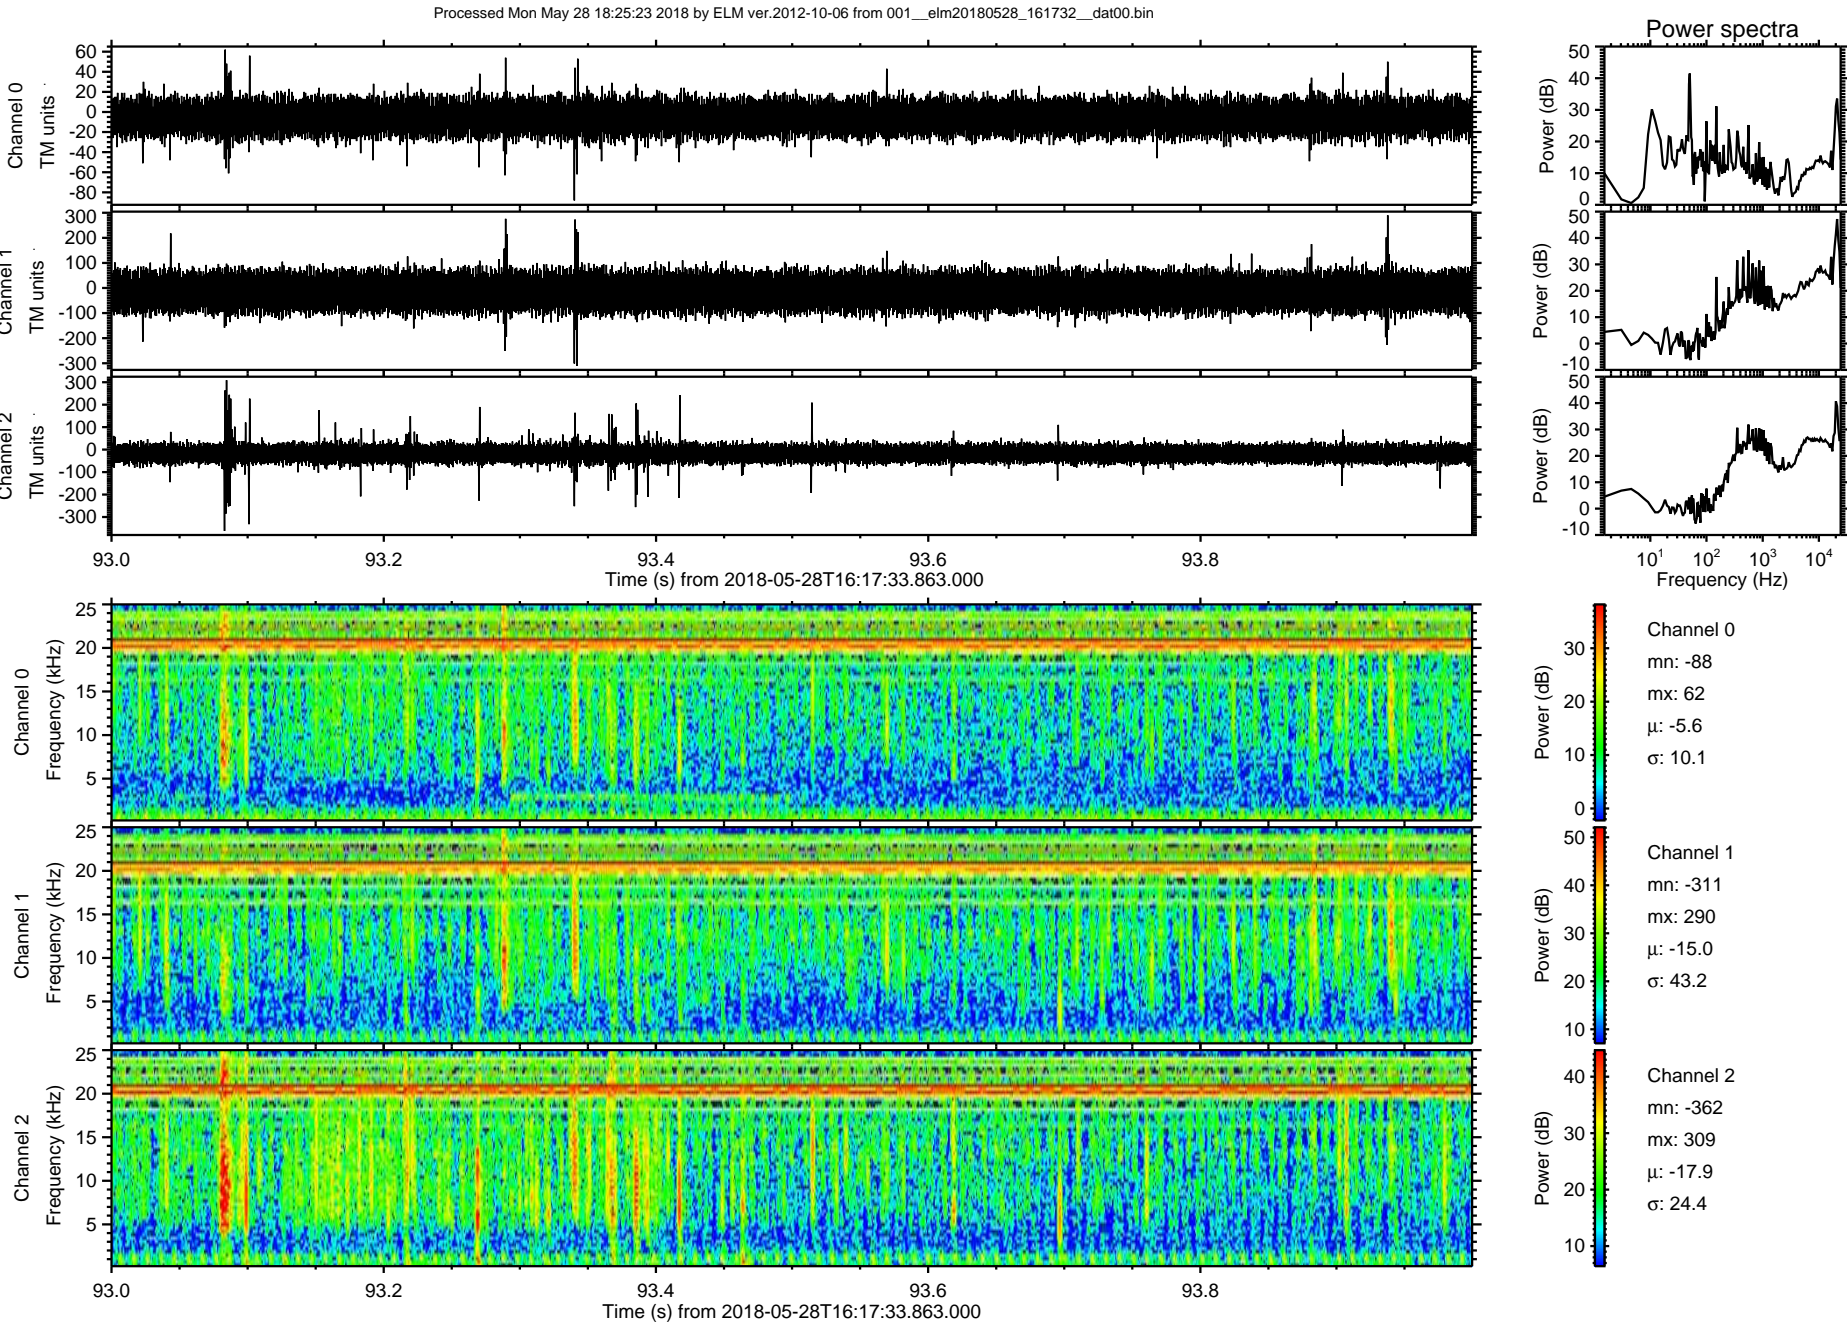 Processed Mon May 28 18:25:23 2018 by ELM ver.2012-10-06 from 001__elm20180528_161732__dat00.bin
Power spectra
Channel 0
TM units
60
40
20
0
-20
-40
-60
-80
Power (dB)
50
40
30
20
10
0
Channel 1
TM units
300
200
100
0
-100
-200
-300
Power (dB)
50
40
30
20
10
0
-10
Channel 2
TM units
300
200
100
0
-100
-200
-300
Power (dB)
50
40
30
20
10
0
-10
93.0 93.2 93.4 93.6 93.8
Time (s) from 2018-05-28T16:17:33.863.000
10¹ 10² 10³ 10⁴
Frequency (Hz)
Channel 0
Frequency (kHz)
25
20
15
10
5
Power (dB)
30
20
10
0
Channel 0
mn: -88
mx: 62
µ: -5.6
σ: 10.1
Channel 1
Frequency (kHz)
25
20
15
10
5
Power (dB)
50
40
30
20
10
Channel 1
mn: -311
mx: 290
µ: -15.0
σ: 43.2
Channel 2
Frequency (kHz)
25
20
15
10
5
Power (dB)
40
30
20
10
Channel 2
mn: -362
mx: 309
µ: -17.9
σ: 24.4
93.0 93.2 93.4 93.6 93.8
Time (s) from 2018-05-28T16:17:33.863.000